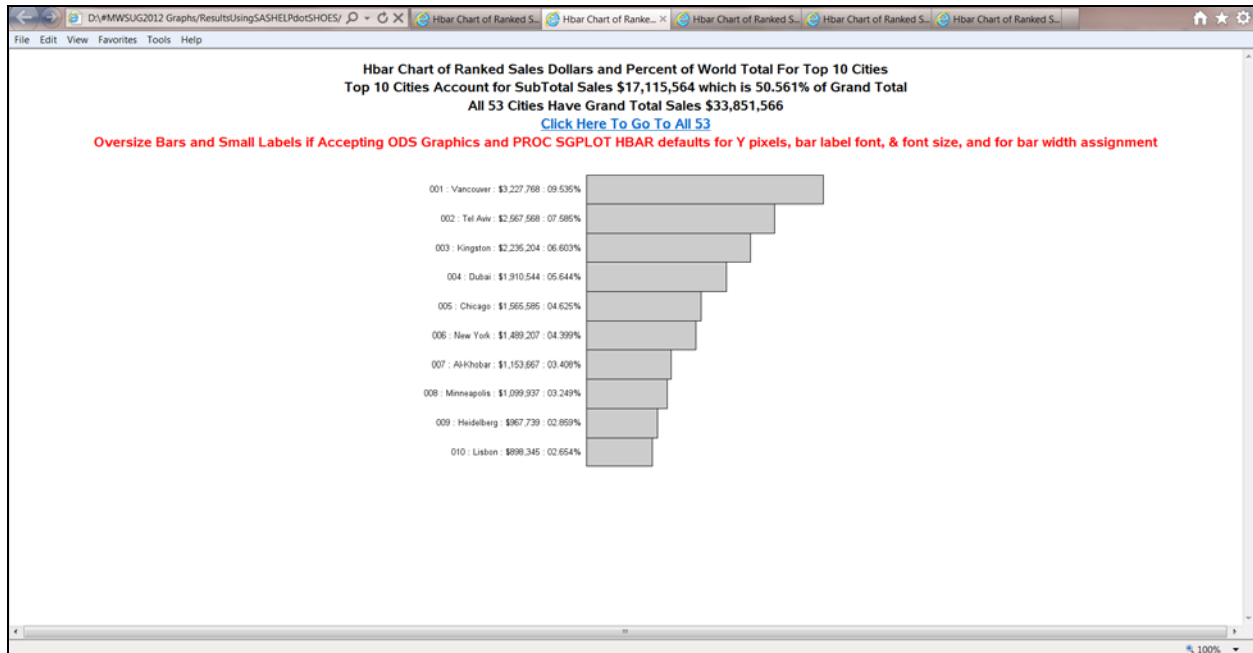 D:\#MWSUG2012 Graphs/ResultsUsingSASHELPdotSHOES/
Hbar Chart of Ranked S...
Hbar Chart of Ranke...
Hbar Chart of Ranked S...
Hbar Chart of Ranked S...
Hbar Chart of Ranked S...
File Edit View Favorites Tools Help
Hbar Chart of Ranked Sales Dollars and Percent of World Total For Top 10 Cities
Top 10 Cities Account for SubTotal Sales $17,115,564 which is 50.561% of Grand Total
All 53 Cities Have Grand Total Sales $33,851,566
Click Here To Go To All 53
Oversize Bars and Small Labels if Accepting ODS Graphics and PROC SGPLOT HBAR defaults for Y pixels, bar label font, & font size, and for bar width assignment
001 : Vancouver : $3,227,768 : 09.535%
002 : Tel Aviv : $2,567,568 : 07.585%
003 : Kingston : $2,235,204 : 06.603%
004 : Dubai : $1,910,544 : 05.644%
005 : Chicago : $1,565,585 : 04.625%
006 : New York : $1,489,207 : 04.399%
007 : Al-Khobar : $1,153,667 : 03.408%
008 : Minneapolis : $1,099,937 : 03.249%
009 : Heidelberg : $967,739 : 02.859%
010 : Lisbon : $898,345 : 02.654%
100%